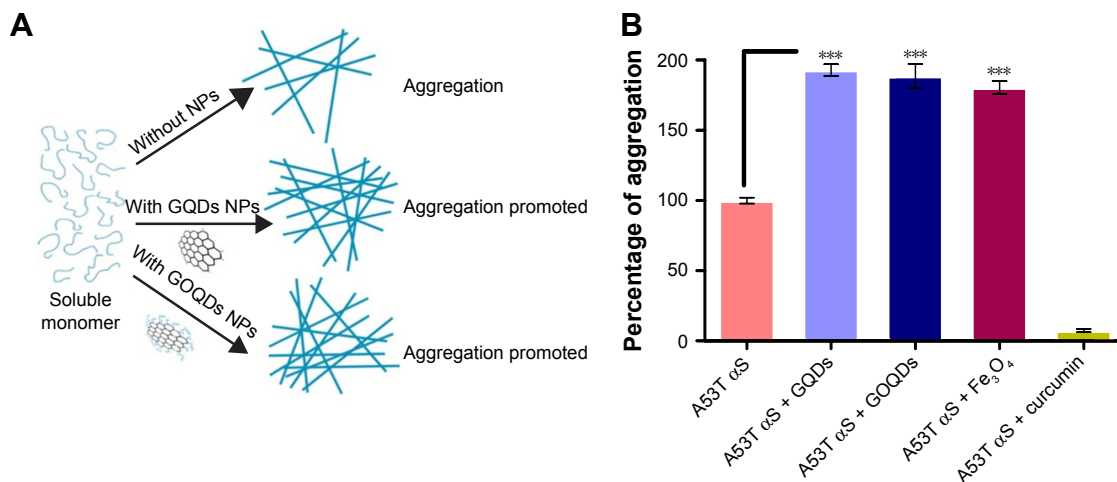 A
Without NPs
Aggregation
With GQDs NPs
Aggregation promoted
With GOQDs NPs
Soluble
monomer
Aggregation promoted
B
Percentage of aggregation
200
150
100
50
0
***
***
***
A53T αS
A53T αS + GQDs
A53T αS + GOQDs
A53T αS + Fe₃O₄
A53T αS + curcumin